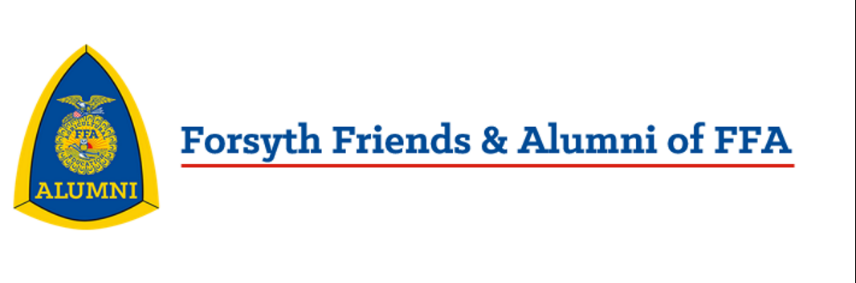 FFA
ALUMNI
Forsyth Friends & Alumni of FFA